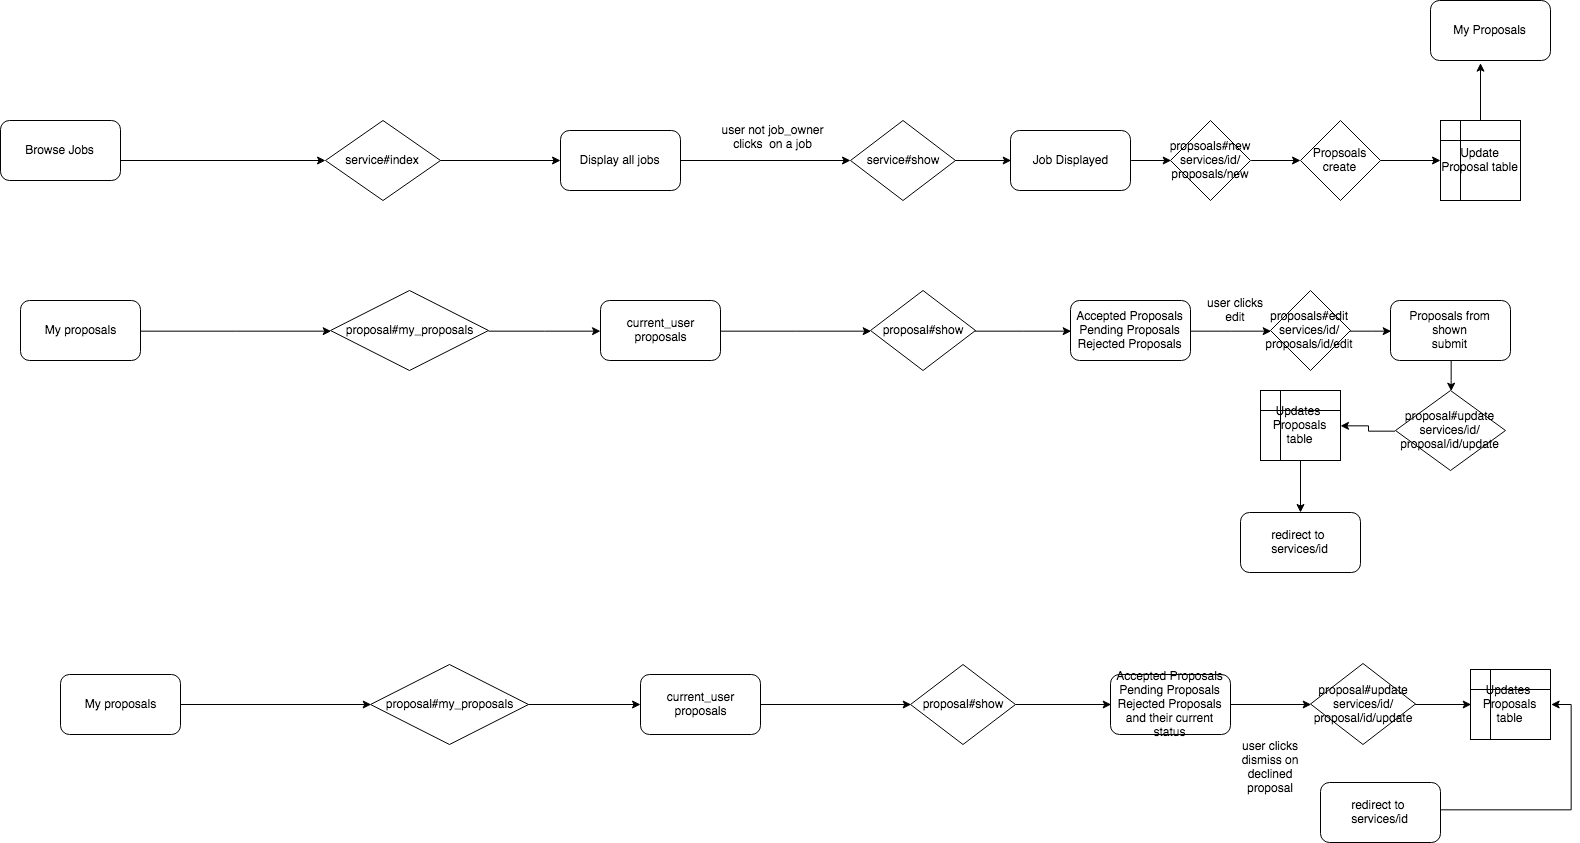 My Proposals
Browse Jobs
service#index
Display all jobs
user not job_owner
clicks  on a job
service#show
Job Displayed
propsoals#new
services/id/
proposals/new
Propsoals
create
Update
Proposal table
My proposals
proposal#my_proposals
current_user
proposals
proposal#show
Accepted Proposals
Pending Proposals
Rejected Proposals
user clicks
edit
proposals#edit
services/id/
proposals/id/edit
Proposals from
shown
submit
proposal#update
services/id/
proposal/id/update
Updates
Proposals
table
redirect to
services/id
My proposals
proposal#my_proposals
current_user
proposals
proposal#show
Accepted Proposals
Pending Proposals
Rejected Proposals
and their current
status
user clicks
dismiss on
declined
proposal
proposal#update
services/id/
proposal/id/update
Updates
Proposals
table
redirect to
services/id